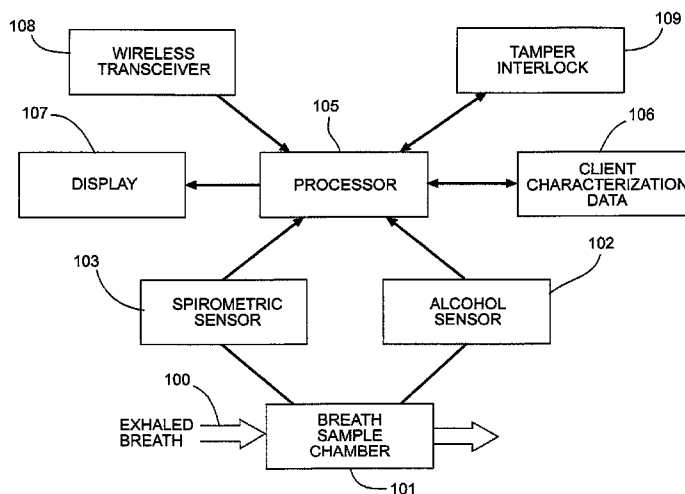 108
WIRELESS
TRANSCEIVER
109
TAMPER
INTERLOCK
107
DISPLAY
105
PROCESSOR
106
CLIENT
CHARACTERIZATION
DATA
103
SPIROMETRIC
SENSOR
102
ALCOHOL
SENSOR
100
EXHALED
BREATH
BREATH
SAMPLE
CHAMBER
101